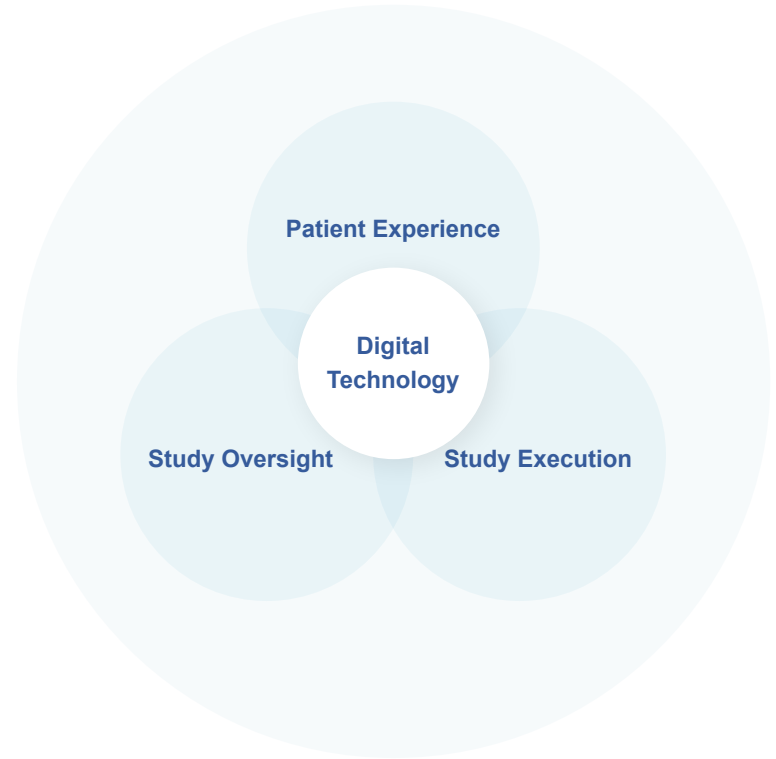 Patient Experience
Digital
Technology
Study Oversight
Study Execution